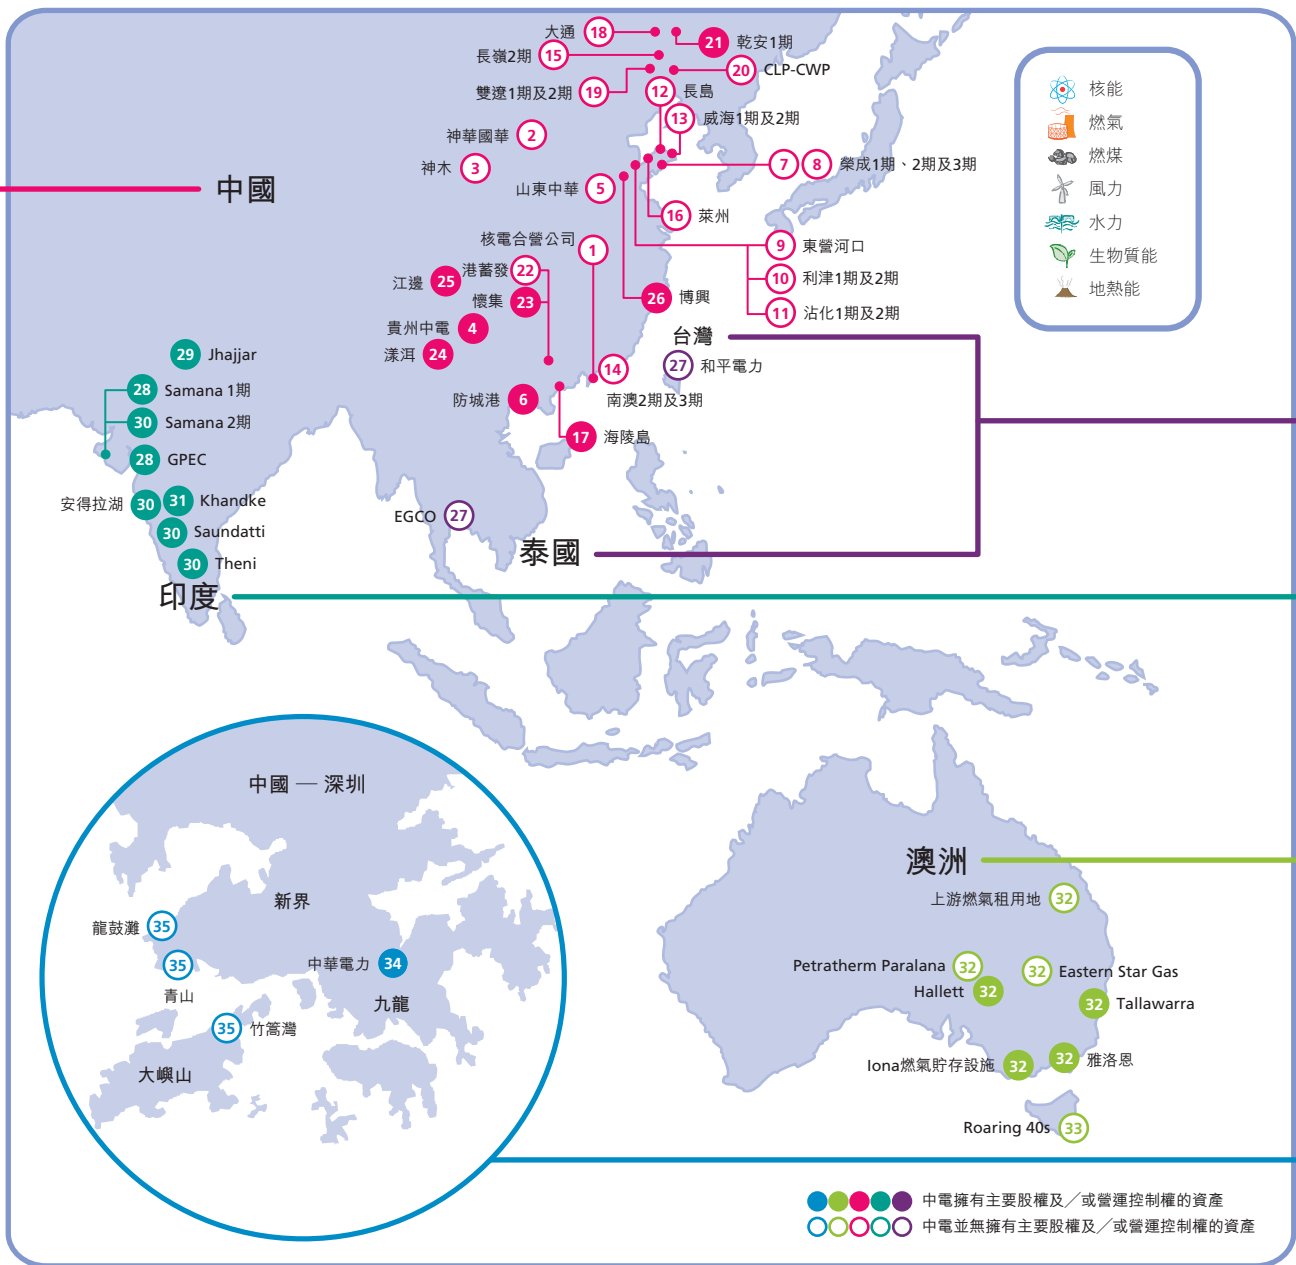 大通 18
21 乾安1期
長嶺2期 15
20 CLP-CWP
雙遼1期及2期 19
12 長島
13 威海1期及2期
神華國華 2
神木 3
7 8 榮成1期、2期及3期
中國
山東中華 5
16 萊州
核電合營公司 1
9 東營河口
港蓄發 22
10 利津1期及2期
江邊 25
懷集 23
26 博興
11 沾化1期及2期
貴州中電 4
台灣
漾洱 24
27 和平電力
14
南澳2期及3期
防城港 6
17 海陵島
29 Jhajjar
28 Samana 1期
30 Samana 2期
28 GPEC
安得拉湖 30
31 Khandke
30 Saundatti
30 Theni
印度
EGCO 27
泰國
核能
燃氣
燃煤
風力
水力
生物質能
地熱能
中國 — 深圳
新界
龍鼓灘 35
35
青山
中華電力 34
九龍
35 竹篙灣
大嶼山
澳洲
上游燃氣租用地 32
Petratherm Paralana 32
32 Eastern Star Gas
Hallett 32
32 Tallawarra
Iona燃氣貯存設施 32
32 雅洛恩
Roaring 40s 33
中電擁有主要股權及╱或營運控制權的資產
中電並無擁有主要股權及╱或營運控制權的資產